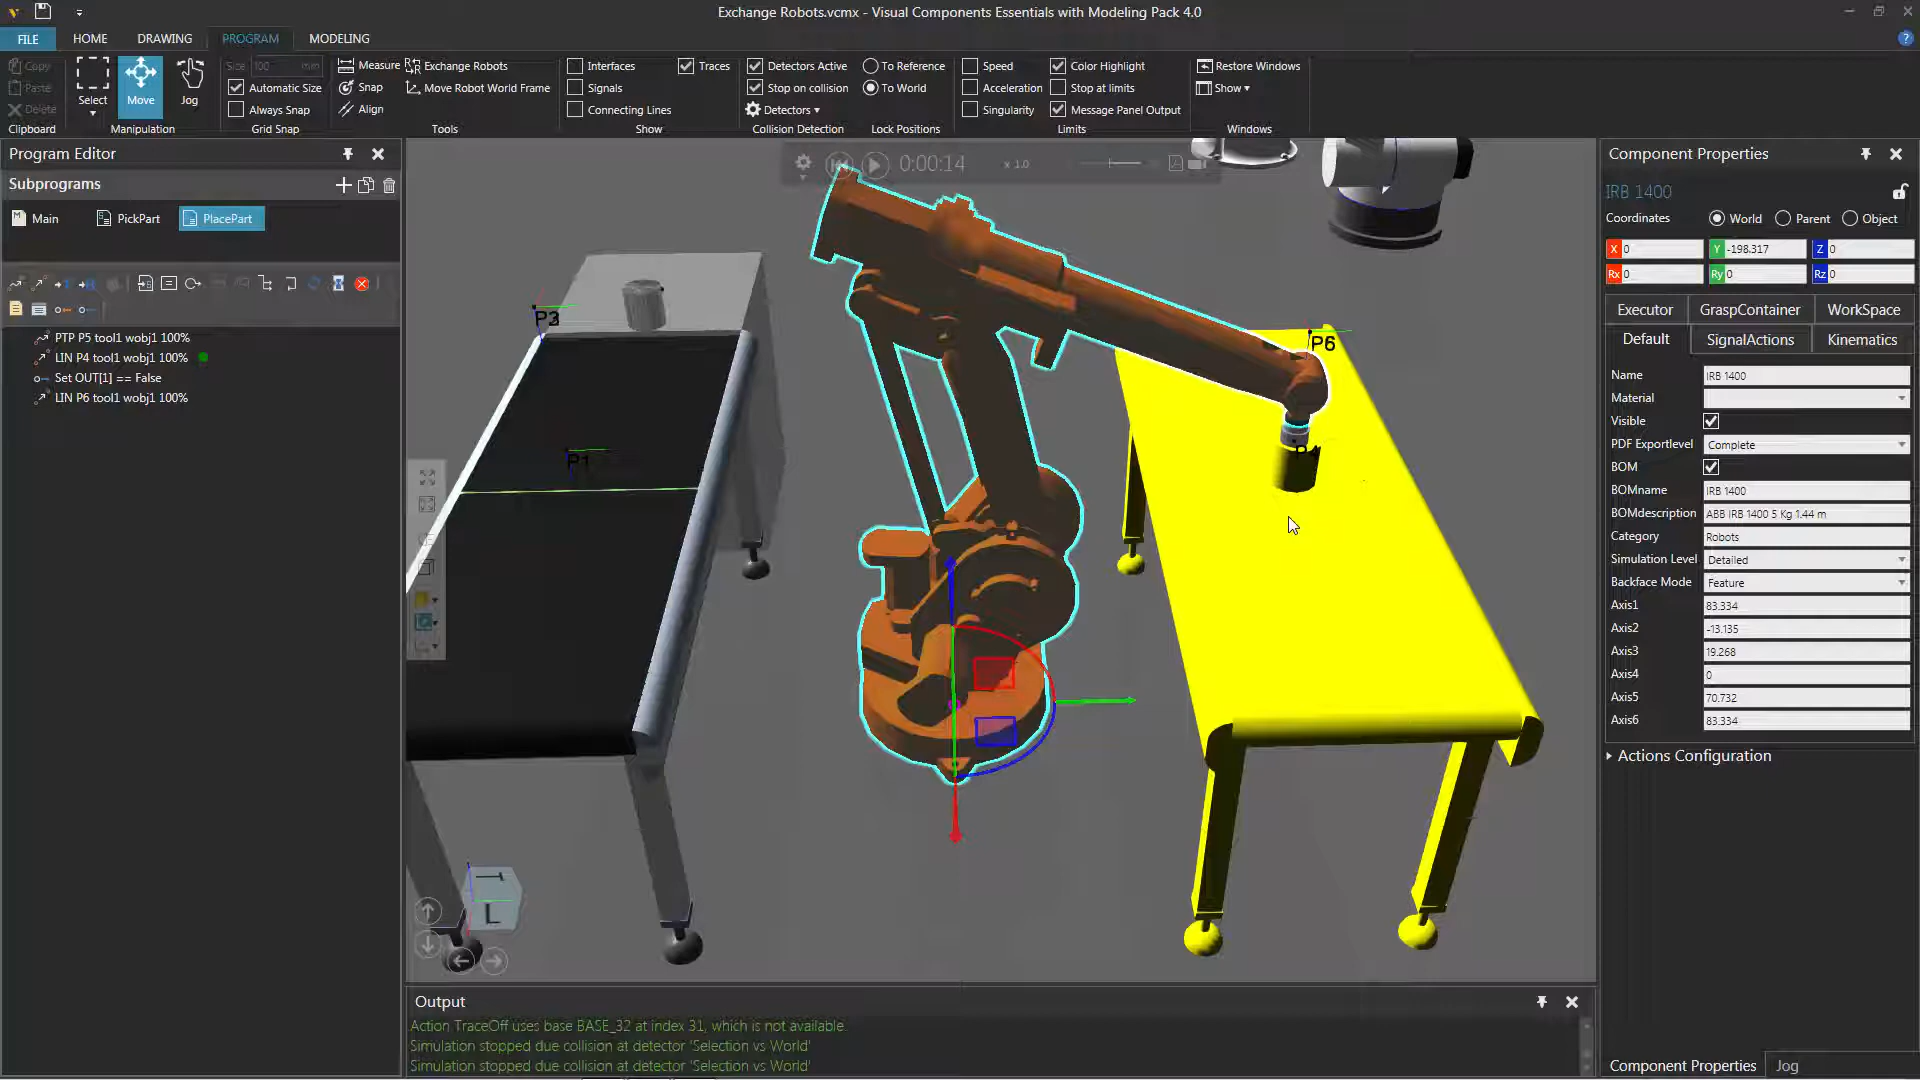 Exchange Robots.vcmx - Visual Components Essentials with Modeling Pack 4.0
FILE HOME DRAWING PROGRAM MODELING
Copy
Paste
Delete
Clipboard
Select
Move
Jog
Manipulation
Size 100 mm
Automatic Size
Always Snap
Grid Snap
Measure
Snap
Align
Exchange Robots
Move Robot World Frame
Tools
Interfaces
Signals
Connecting Lines
Traces
Show
Detectors Active
Stop on collision
Detectors
Collision Detection
To Reference
To World
Lock Positions
Speed
Acceleration
Singularity
Color Highlight
Stop at limits
Message Panel Output
Limits
Restore Windows
Show
Windows
Program Editor
Subprograms
Main PickPart PlacePart
PTP P5 tool1 wobj1 100%
LIN P4 tool1 wobj1 100%
Set OUT[1] == False
LIN P6 tool1 wobj1 100%
0:00:14 x 1.0
P6
P1
L
Output
Action TraceOff uses base BASE_32 at index 31, which is not available.
Simulation stopped due collision at detector 'Selection vs World'
Simulation stopped due collision at detector 'Selection vs World'
Component Properties
IRB 1400
Coordinates World Parent Object
X 0 Y -198.317 Z 0
Rx 0 Ry 0 Rz 0
Executor GraspContainer WorkSpace
Default SignalActions Kinematics
Name IRB 1400
Material
Visible
PDF Exportlevel Complete
BOM
BOMname IRB 1400
BOMdescription ABB IRB 1400 5 Kg 1.44 m
Category Robots
Simulation Level Detailed
Backface Mode Feature
Axis1 83.334
Axis2 -13.135
Axis3 19.268
Axis4 0
Axis5 70.732
Axis6 83.334
Actions Configuration
Component Properties Jog